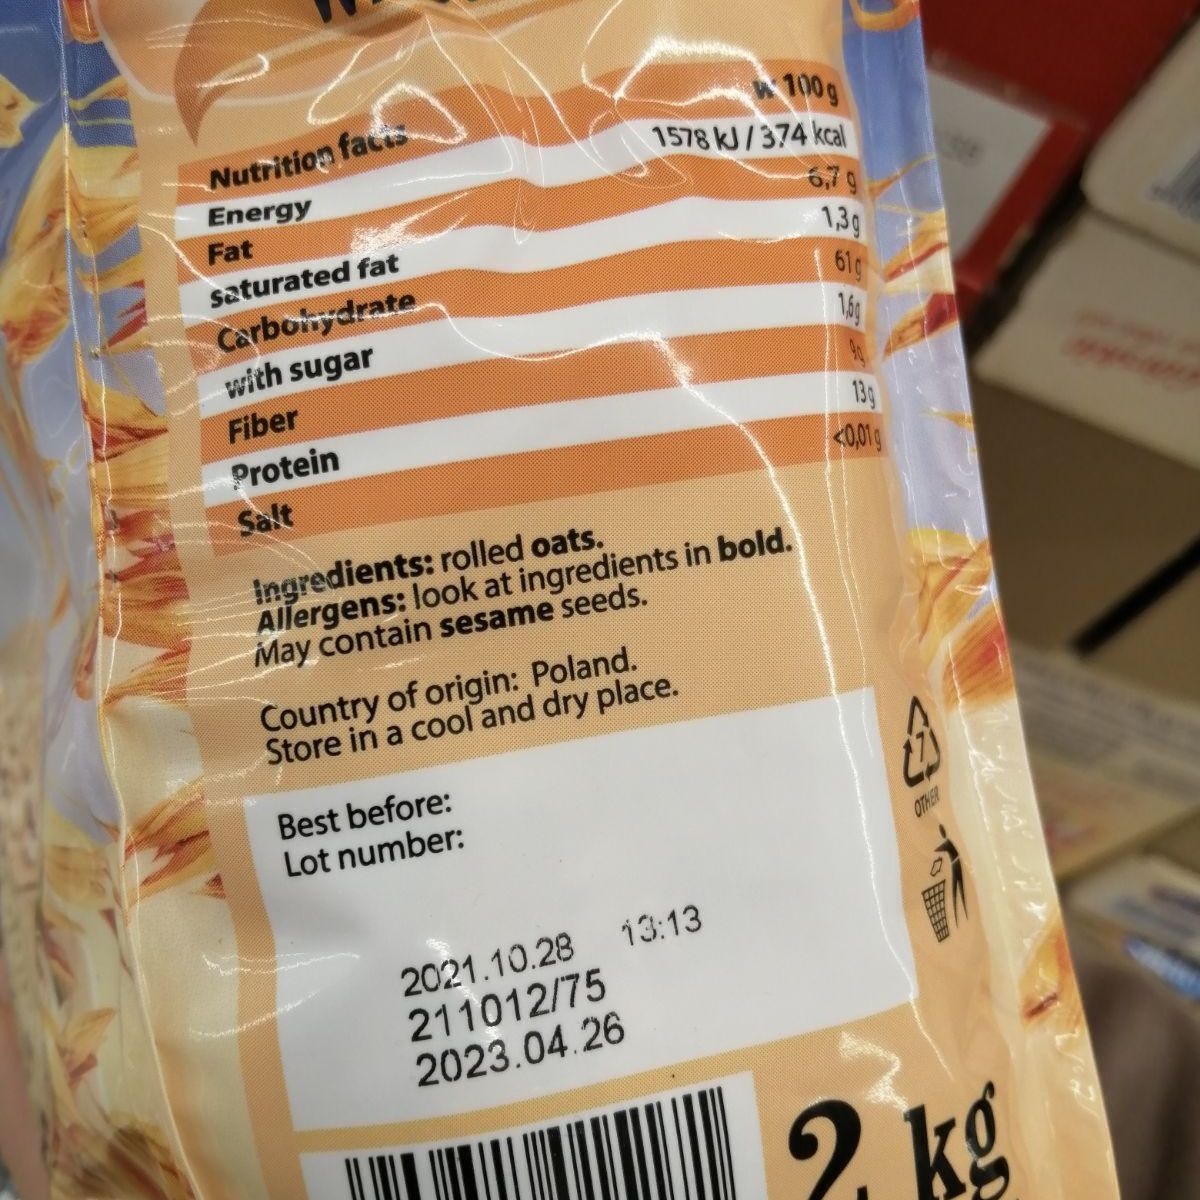 w 100 g
Nutrition facts
Energy 1578 kJ / 374 kcal
Fat 6,7 g
saturated fat 1,3g
Carbohydrate 61g
with sugar 1,6g
Fiber 9g
Protein 13g
Salt <0,01 g
Ingredients: rolled oats.
Allergens: look at ingredients in bold.
May contain sesame seeds.
Country of origin: Poland.
Store in a cool and dry place.
7
OTHER
Best before:
Lot number:
2021.10.28 13:13
211012/75
2023.04.26
2 kg